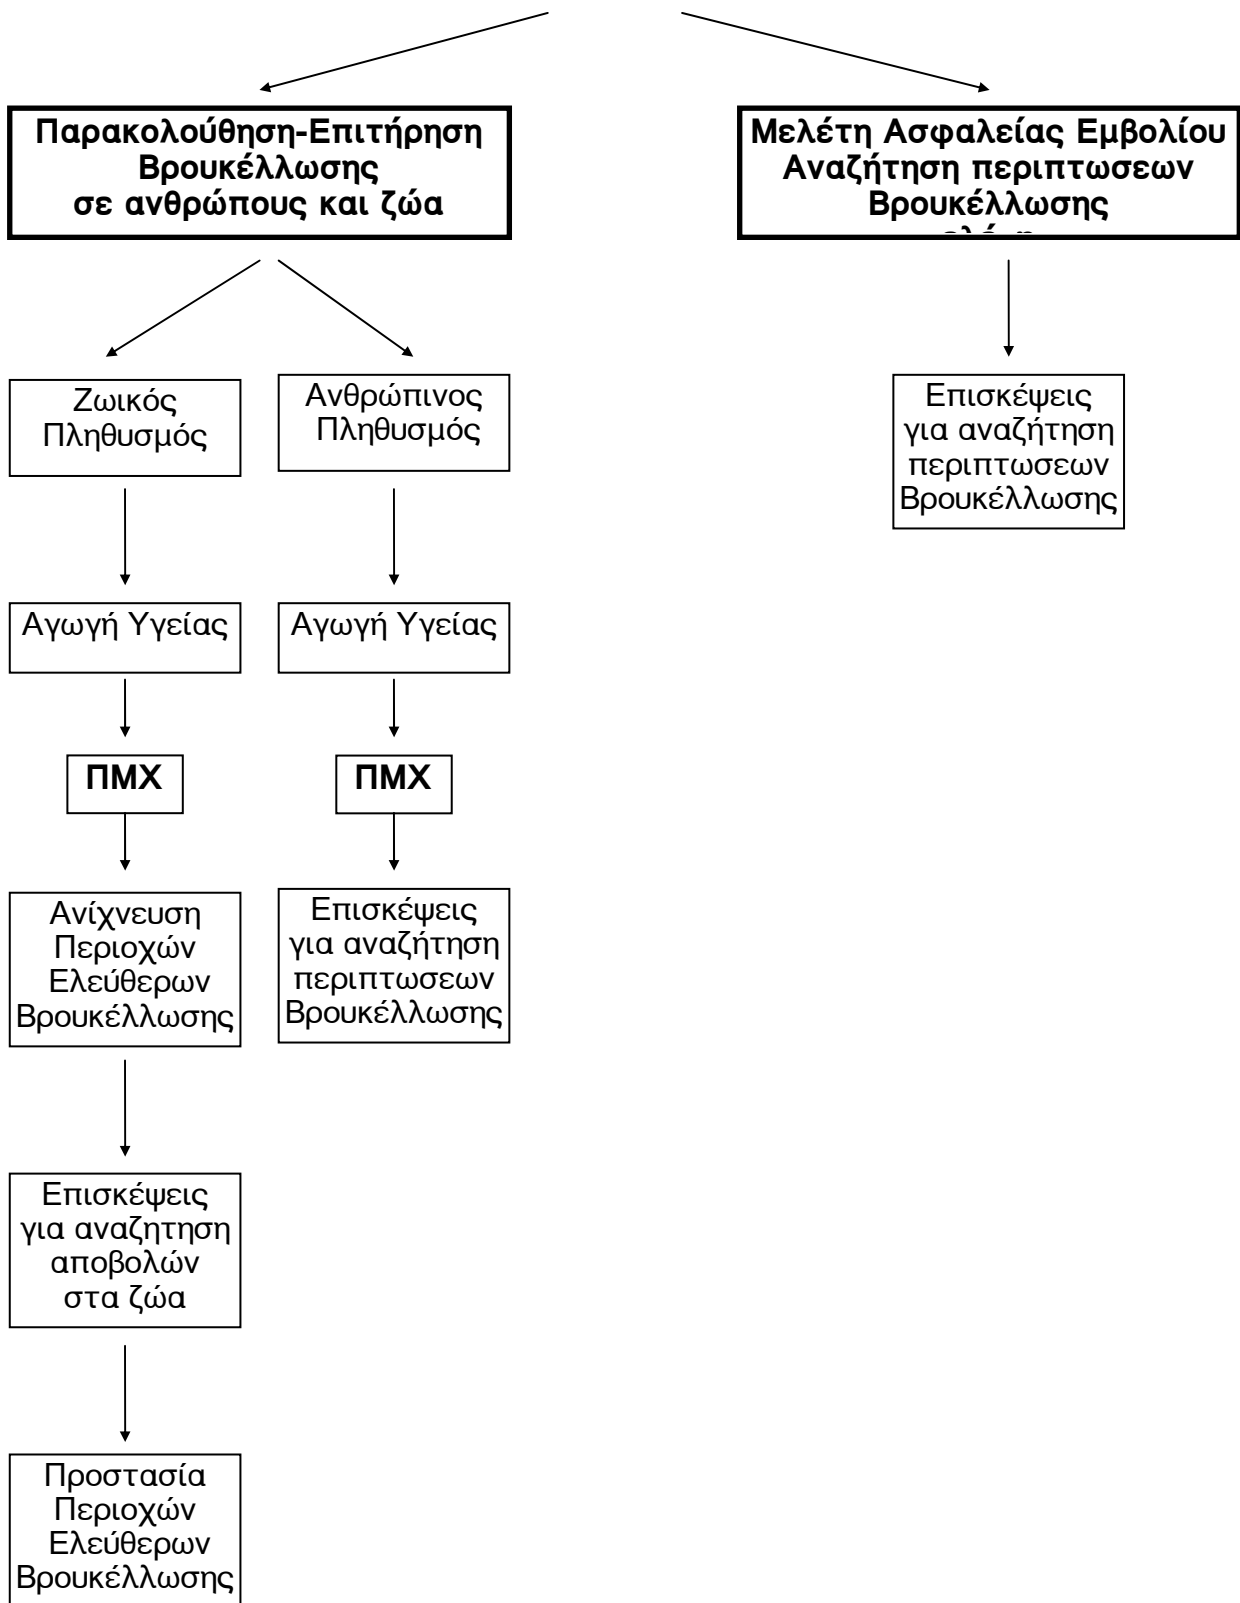 Παρακολούθηση-Επιτήρηση
Βρουκέλλωσης
σε ανθρώπους και ζώα
Μελέτη Ασφαλείας Εμβολίου
Αναζήτηση περιπτωσεων
Βρουκέλλωσης
Ζωικός
Πληθυσμός
Ανθρώπινος
Πληθυσμός
Επισκέψεις
για αναζήτηση
περιπτωσεων
Βρουκέλλωσης
Αγωγή Υγείας
Αγωγή Υγείας
ΠΜΧ
ΠΜΧ
Ανίχνευση
Περιοχών
Ελεύθερων
Βρουκέλλωσης
Επισκέψεις
για αναζήτηση
περιπτωσεων
Βρουκέλλωσης
Επισκέψεις
για αναζητηση
αποβολών
στα ζώα
Προστασία
Περιοχών
Ελεύθερων
Βρουκέλλωσης